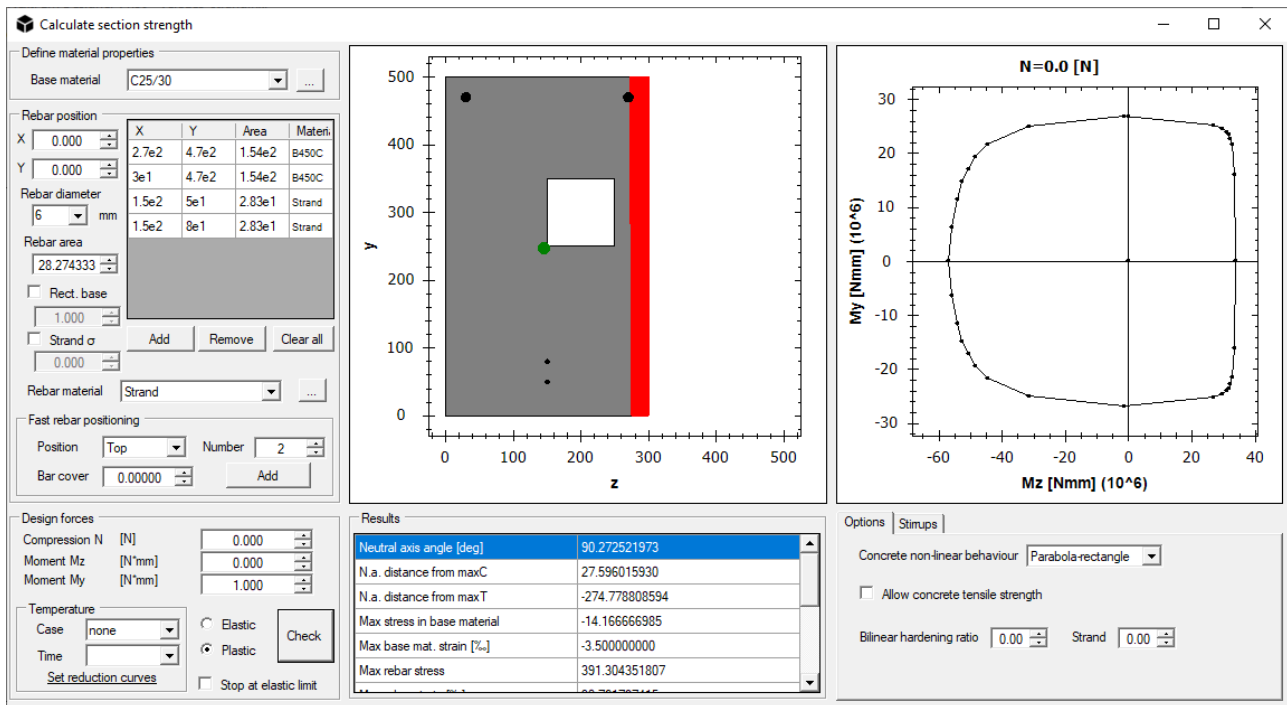 Calculate section strength
Define material properties
Base material C25/30 ...
Rebar position
X 0.000
Y 0.000
Rebar diameter
6 mm
Rebar area
28.274333
Rect. base
1.000
Strand σ
0.000
X Y Area Materi
2.7e2 4.7e2 1.54e2 B450C
3e1 4.7e2 1.54e2 B450C
1.5e2 5e1 2.83e1 Strand
1.5e2 8e1 2.83e1 Strand
Add Remove Clear all
Rebar material Strand ...
Fast rebar positioning
Position Top Number 2
Bar cover 0.00000 Add
500
400
300
200
100
0
y
0 100 200 300 400 500
z
N=0.0 [N]
30
20
10
0
-10
-20
-30
My [Nmm] (10^6)
-60 -40 -20 0 20 40
Mz [Nmm] (10^6)
Design forces
Compression N [N] 0.000
Moment Mz [N*mm] 0.000
Moment My [N*mm] 1.000
Temperature
Case none
Time
Set reduction curves
Elastic
Plastic
Check
Stop at elastic limit
Results
Neutral axis angle [deg] 90.272521973
N.a. distance from maxC 27.596015930
N.a. distance from maxT -274.778808594
Max stress in base material -14.166666985
Max base mat. strain [‰] -3.500000000
Max rebar stress 391.304351807
Options Stirrups
Concrete non-linear behaviour Parabola-rectangle
Allow concrete tensile strength
Bilinear hardening ratio 0.00 Strand 0.00